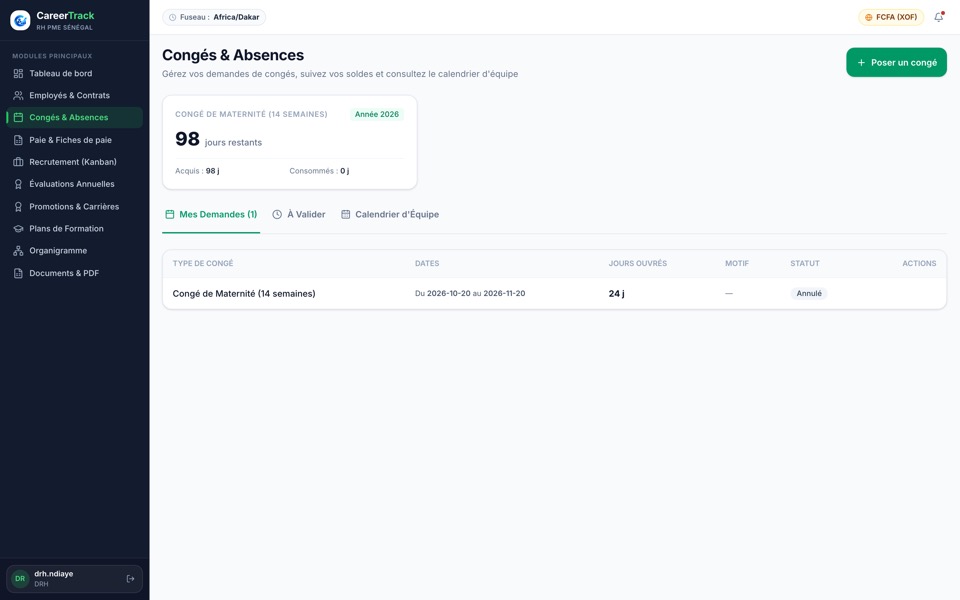 CareerTrack
RH PME SÉNÉGAL
MODULES PRINCIPAUX
Tableau de bord
Employés & Contrats
Congés & Absences
Paie & Fiches de paie
Recrutement (Kanban)
Évaluations Annuelles
Promotions & Carrières
Plans de Formation
Organigramme
Documents & PDF
DR
drh.ndiaye
DRH
Fuseau : Africa/Dakar
FCFA (XOF)
Congés & Absences
Gérez vos demandes de congés, suivez vos soldes et consultez le calendrier d'équipe
+ Poser un congé
CONGÉ DE MATERNITÉ (14 SEMAINES) Année 2026
98 jours restants
Acquis : 98 j Consommés : 0 j
Mes Demandes (1) À Valider Calendrier d'Équipe
TYPE DE CONGÉ DATES JOURS OUVRÉS MOTIF STATUT ACTIONS
Congé de Maternité (14 semaines) Du 2026-10-20 au 2026-11-20 24 j — Annulé